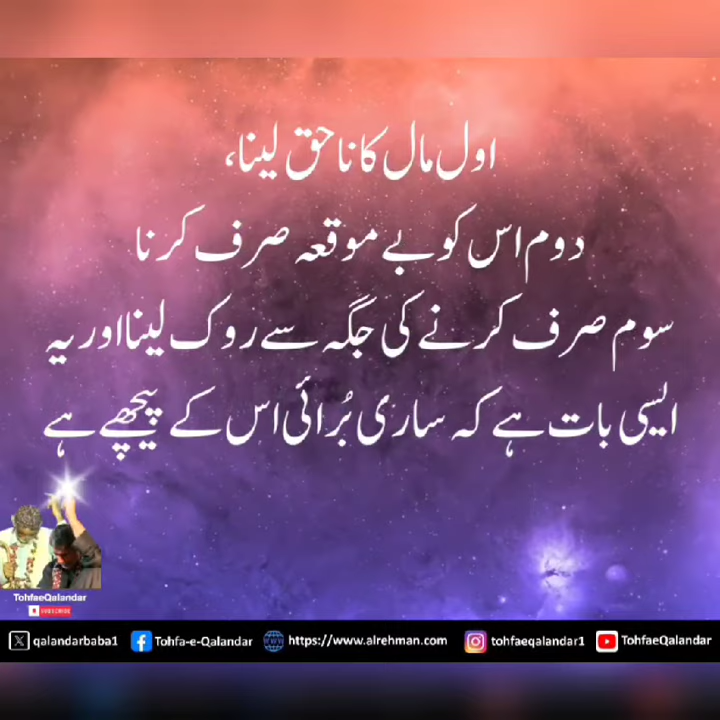 اول مال کا ناحق لینا،
دوم اس کو بے موقعہ صرف کرنا
سوم صرف کرنے کی جگہ سے روک لینا اور یہ
ایسی بات ہے کہ ساری بُرائی اس کے پیچھے ہے
TohfaeQalandar
SUBSCRIBE
qalandarbaba1 Tohfa-e-Qalandar www https://www.alrehman.com tohfaeqalandar1 TohfaeQalandar